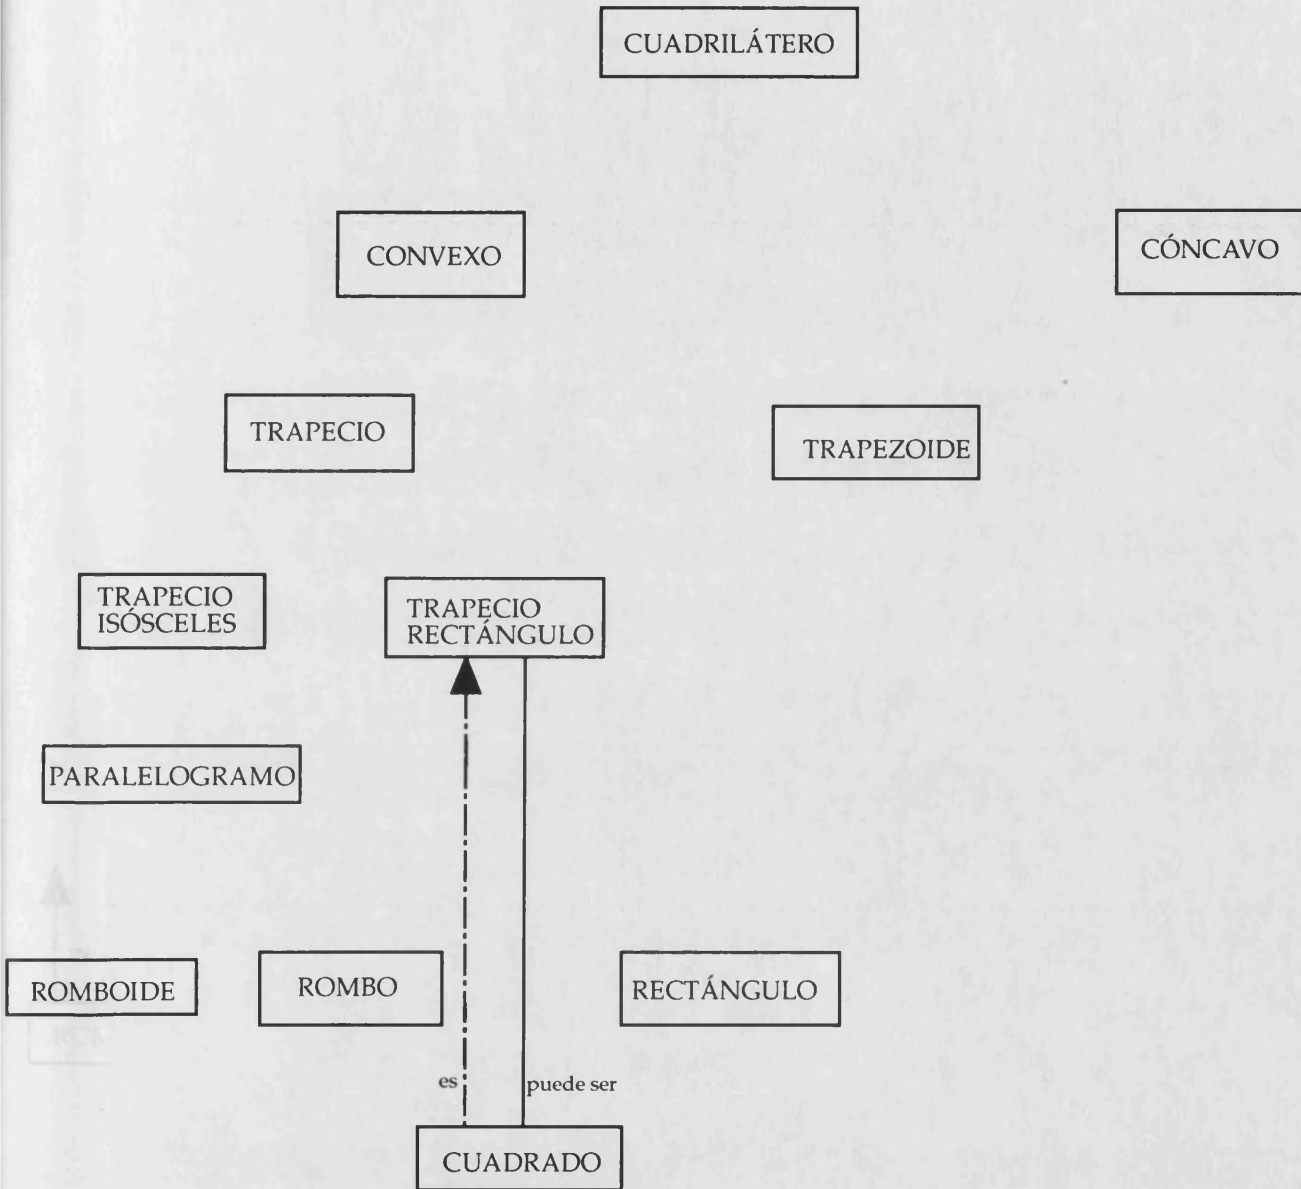 CUADRILÁTERO
CONVEXO
CÓNCAVO
TRAPECIO
TRAPEZOIDE
TRAPECIO
ISÓSCELES
TRAPECIO
RECTÁNGULO
PARALELOGRAMO
ROMBOIDE
ROMBO
RECTÁNGULO
es
puede ser
CUADRADO